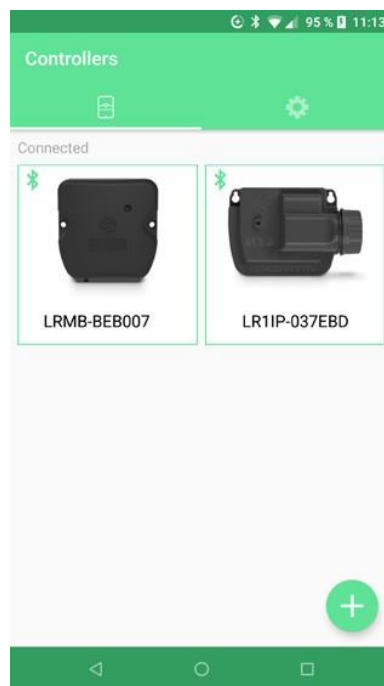 95 % 11:13
Controllers
Connected
LRMB-BEB007 LR1IP-037EBD